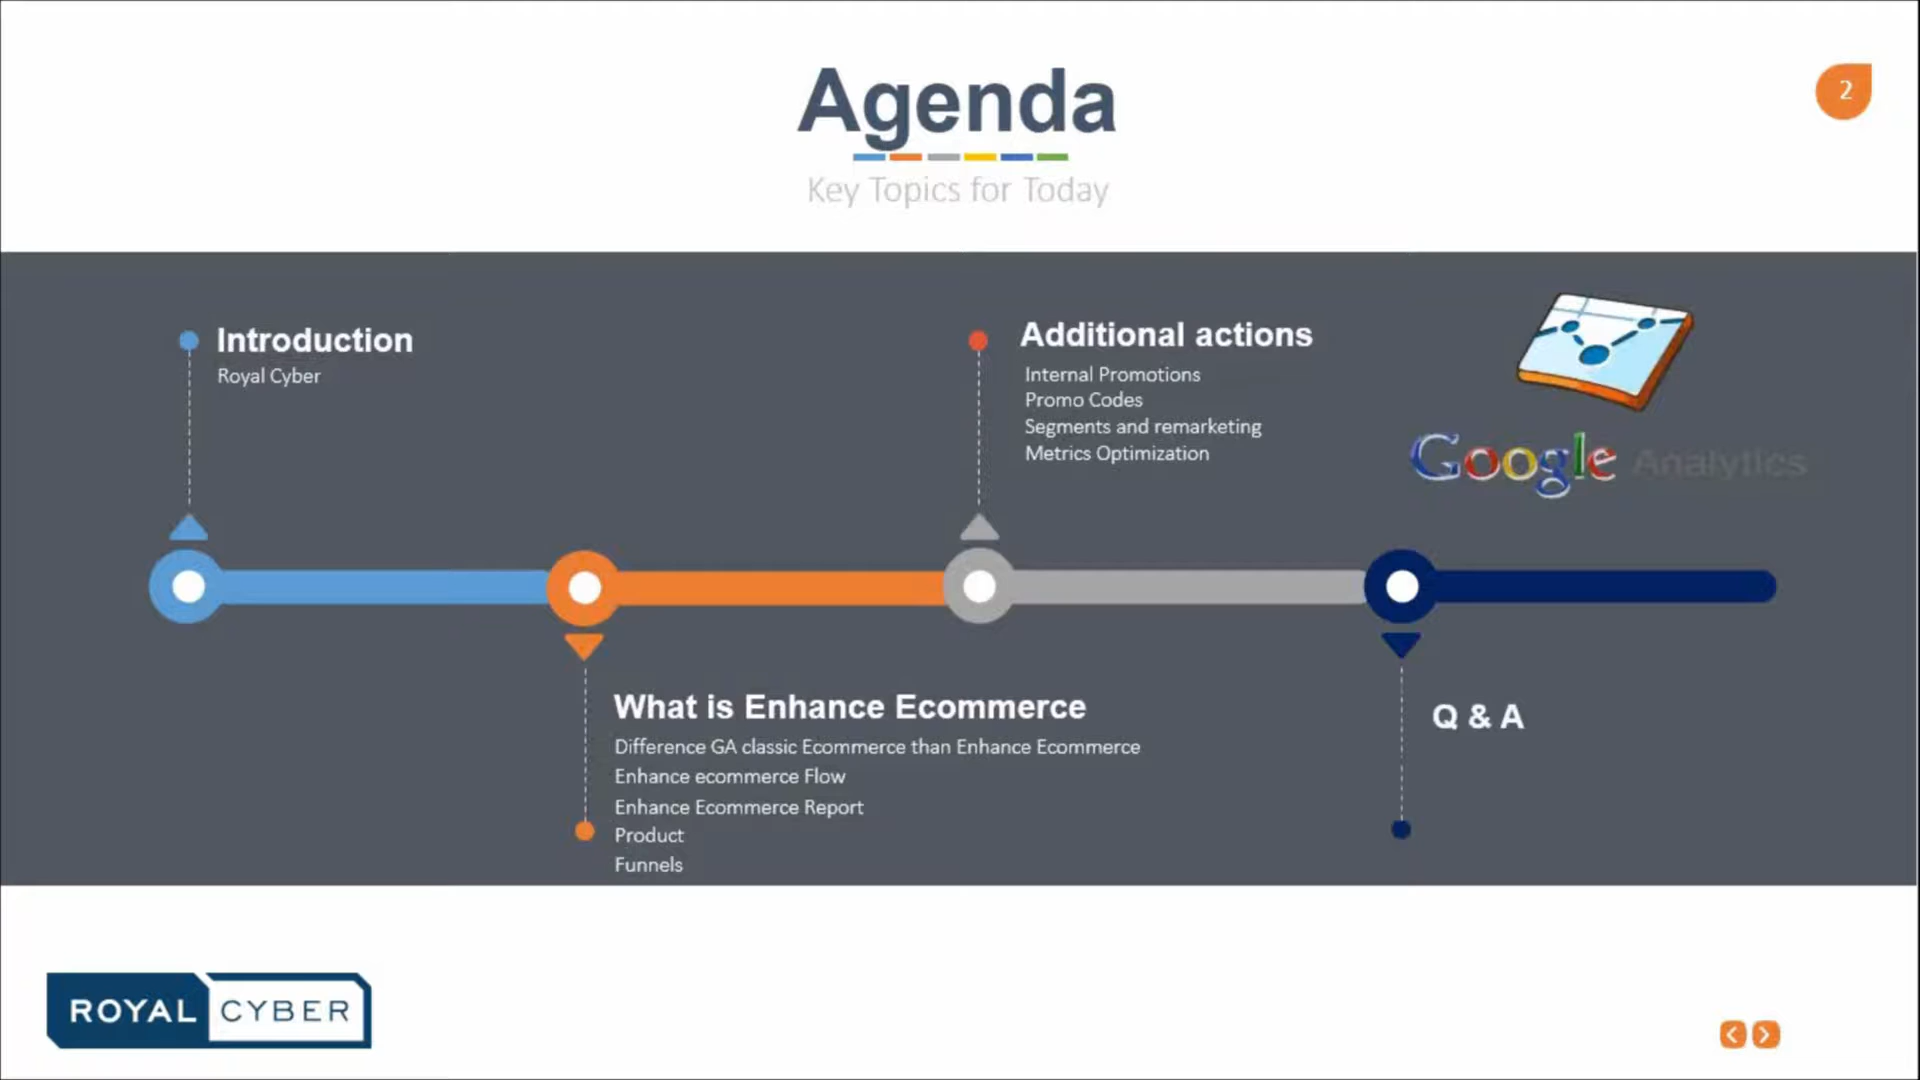 Agenda
2
Key Topics for Today
Introduction
Royal Cyber
Additional actions
Internal Promotions
Promo Codes
Segments and remarketing
Metrics Optimization
Google Analytics
What is Enhance Ecommerce
Difference GA classic Ecommerce than Enhance Ecommerce
Enhance ecommerce Flow
Enhance Ecommerce Report
Product
Funnels
Q & A
ROYAL CYBER